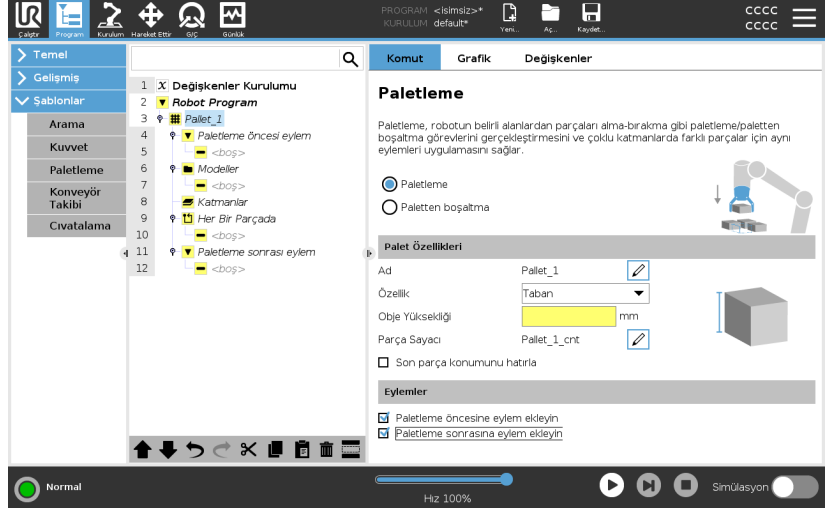 UR
Çalıştır
Program
Kurulum
Hareket Ettir
G/Ç
Günlük
PROGRAM <isimsiz>*
KURULUM default*
Yeni...
Aç...
Kaydet...
CCCC
CCCC
Temel
Gelişmiş
Şablonlar
Arama
Kuvvet
Paletleme
Konveyör
Takibi
Cıvatalama
1 X Değişkenler Kurulumu
2 Robot Program
3 Pallet_1
4 Paletleme öncesi eylem
5 <boş>
6 Modeller
7 <boş>
8 Katmanlar
9 Her Bir Parçada
10 <boş>
11 Paletleme sonrası eylem
12 <boş>
Komut
Grafik
Değişkenler
Paletleme
Paletleme, robotun belirli alanlardan parçaları alma-bırakma gibi paletleme/paletten
boşaltma görevlerini gerçekleştirmesini ve çoklu katmanlarda farklı parçalar için aynı
eylemleri uygulamasını sağlar.
Paletleme
Paletten boşaltma
Palet Özellikleri
Ad Pallet_1
Özellik Taban
Obje Yüksekliği mm
Parça Sayacı Pallet_1_cnt
Son parça konumunu hatırla
Eylemler
Paletleme öncesine eylem ekleyin
Paletleme sonrasına eylem ekleyin
Normal
Hız 100%
Simülasyon